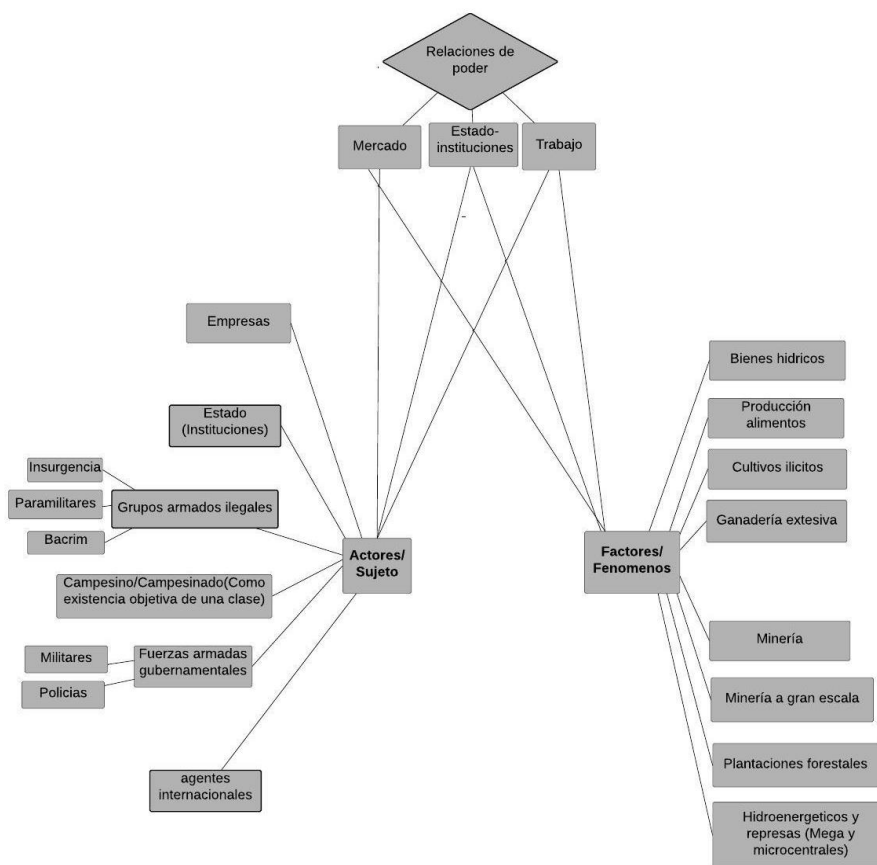 Relaciones de
poder
Mercado
Estado-
instituciones
Trabajo
Empresas
Estado
(Instituciones)
Insurgencia
Paramilitares
Bacrim
Grupos armados ilegales
Actores/
Sujeto
Campesino/Campesinado(Como
existencia objetiva de una clase)
Militares
Policias
Fuerzas armadas
gubernamentales
agentes
internacionales
Factores/
Fenomenos
Bienes hidricos
Producción
alimentos
Cultivos ilicitos
Ganadería extesiva
Minería
Minería a gran escala
Plantaciones forestales
Hidroenergeticos y
represas (Mega y
microcentrales)